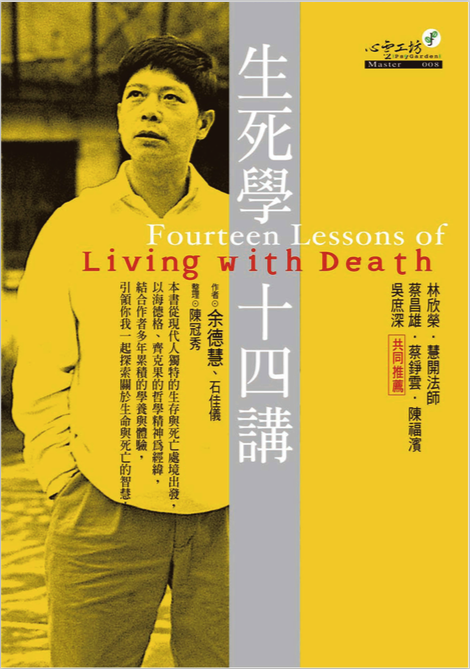 心靈工坊
PsyGarden
Master 008
生死學十四講
Fourteen Lessons of
Living with Death
林欣榮・慧開法師
蔡昌雄・蔡錚雲・陳福濱
吳庶深
共同推薦
作者◎余德慧、石佳儀
整理◎陳冠秀
本書從現代人獨特的生存與死亡處境出發，
以海德格、齊克果的哲學精神為經緯，
結合作者多年累積的學養與體驗，
引領你我一起探索關於生命與死亡的智慧。